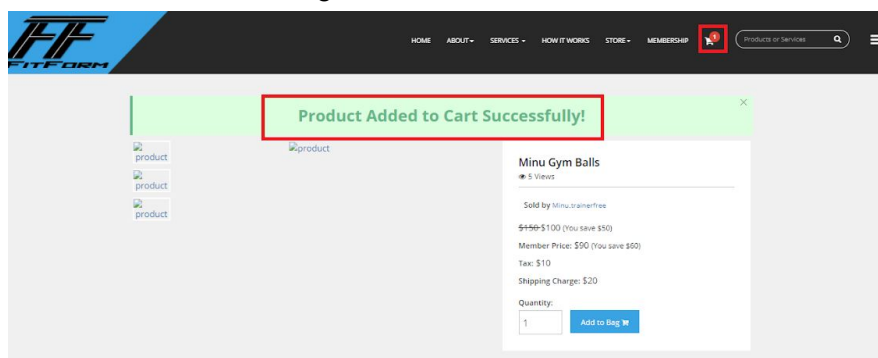 FF
FITFORM
HOME ABOUT SERVICES HOW IT WORKS STORE MEMBERSHIP 1 Products or Services
Product Added to Cart Successfully! ×
product
product
product
product
Minu Gym Balls
5 Views
Sold by Minu.trainerfree
$150 $100 (You save $50)
Member Price: $90 (You save $60)
Tax: $10
Shipping Charge: $20
Quantity:
1 Add to Bag